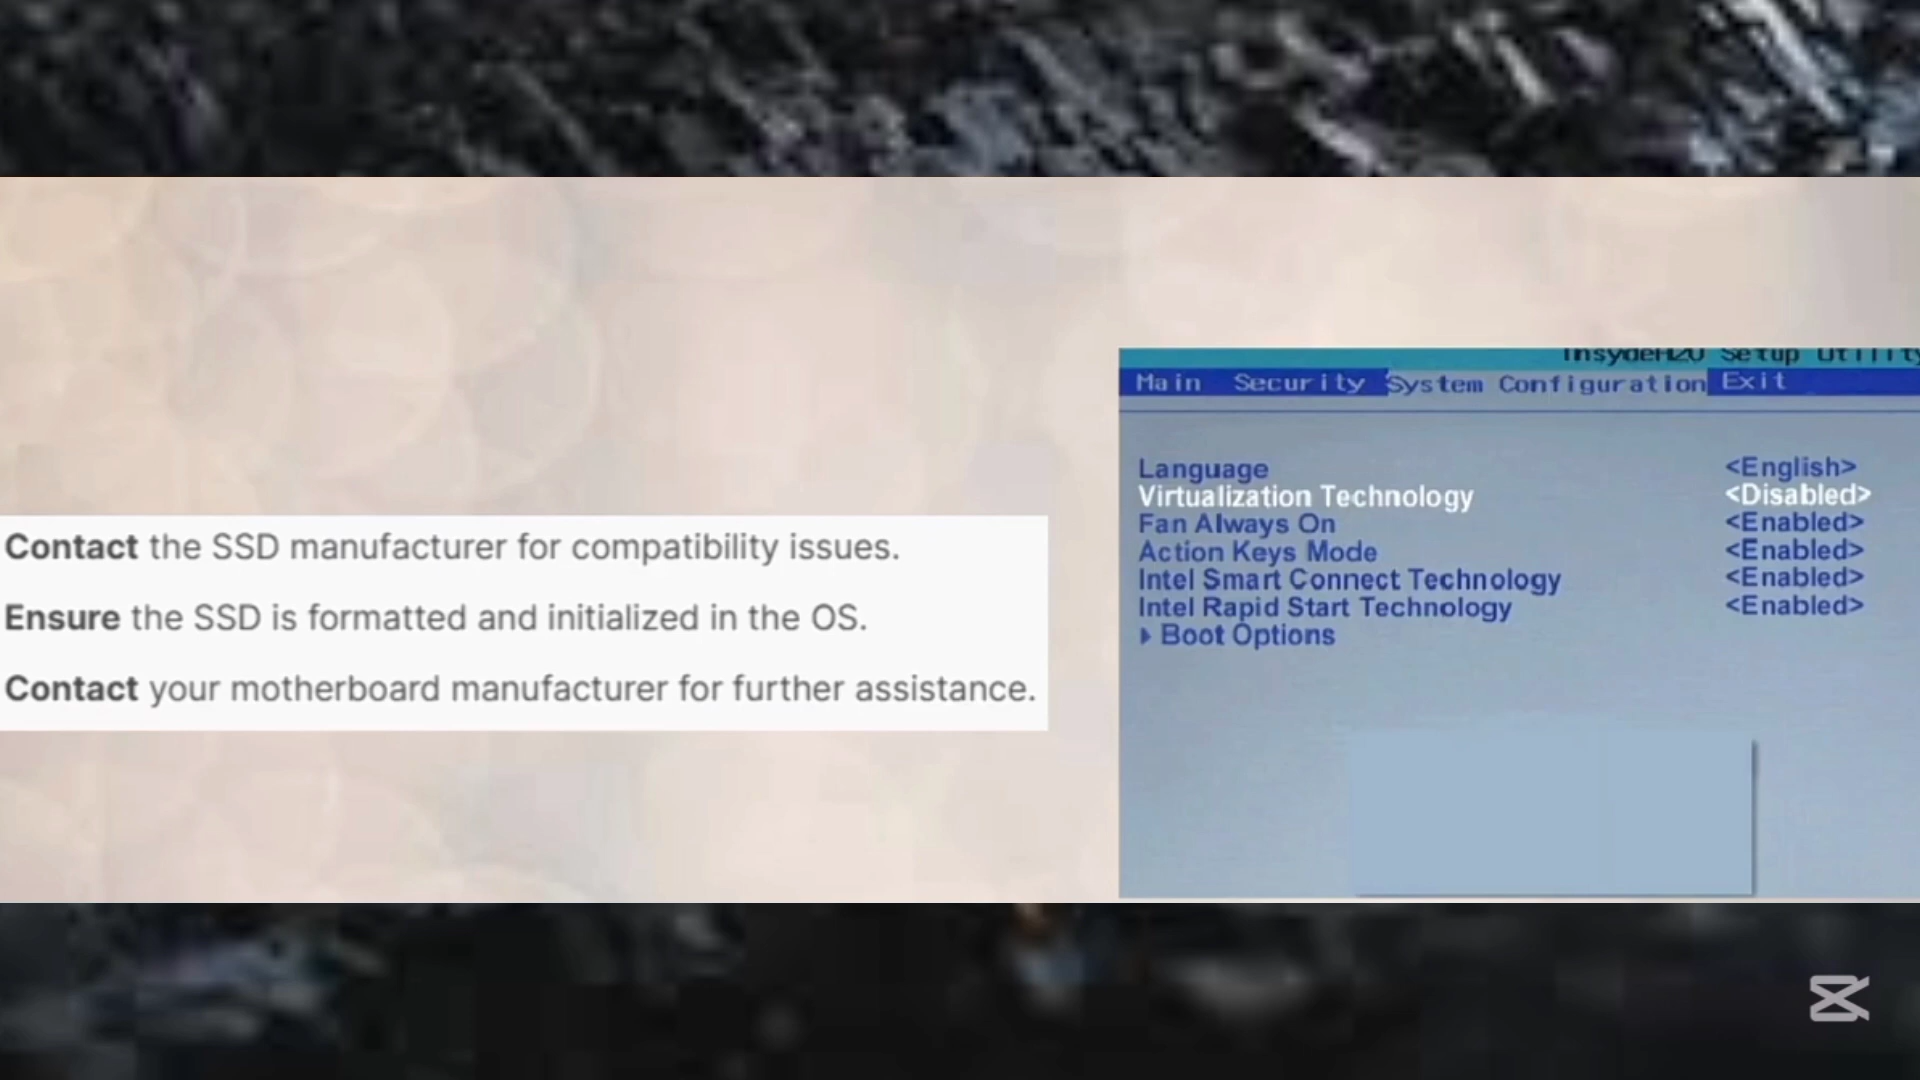 Contact the SSD manufacturer for compatibility issues.
Ensure the SSD is formatted and initialized in the OS.
Contact your motherboard manufacturer for further assistance.
InsydeH2O Setup Utility
Main Security System Configuration Exit
Language <English>
Virtualization Technology <Disabled>
Fan Always On <Enabled>
Action Keys Mode <Enabled>
Intel Smart Connect Technology <Enabled>
Intel Rapid Start Technology <Enabled>
Boot Options